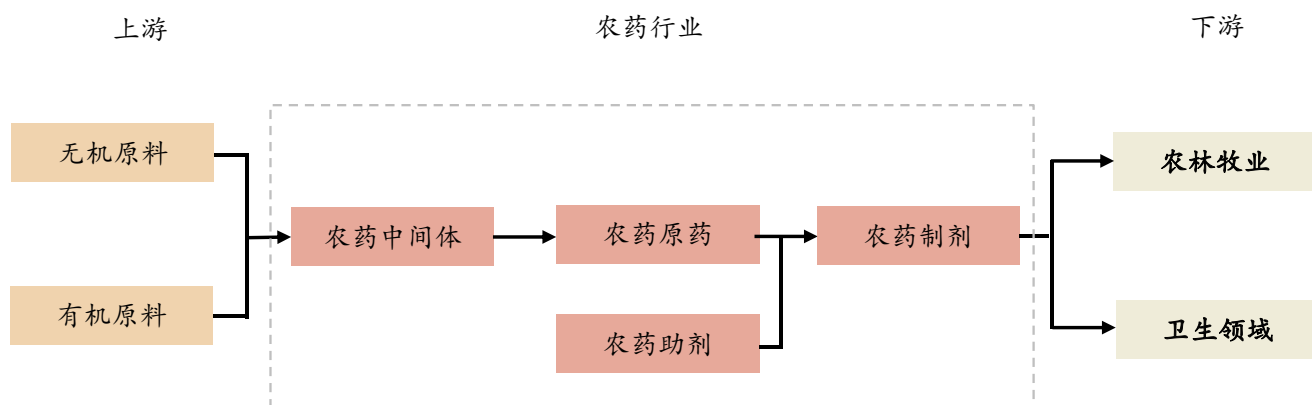 上游
农药行业
下游
无机原料
农林牧业
农药中间体
农药原药
农药制剂
有机原料
卫生领域
农药助剂